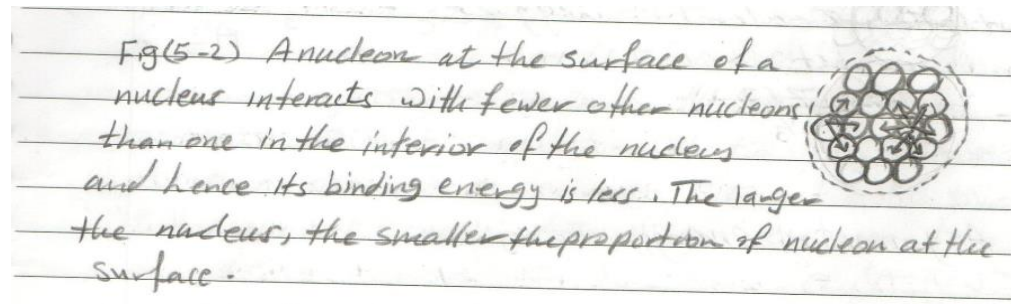 Fig(5-2) A nucleon at the surface of a
nucleus interacts with fewer other nucleons
than one in the interior of the nucleus
and hence its binding energy is less. The larger
the nucleus, the smaller the proportion of nucleon at the
surface.